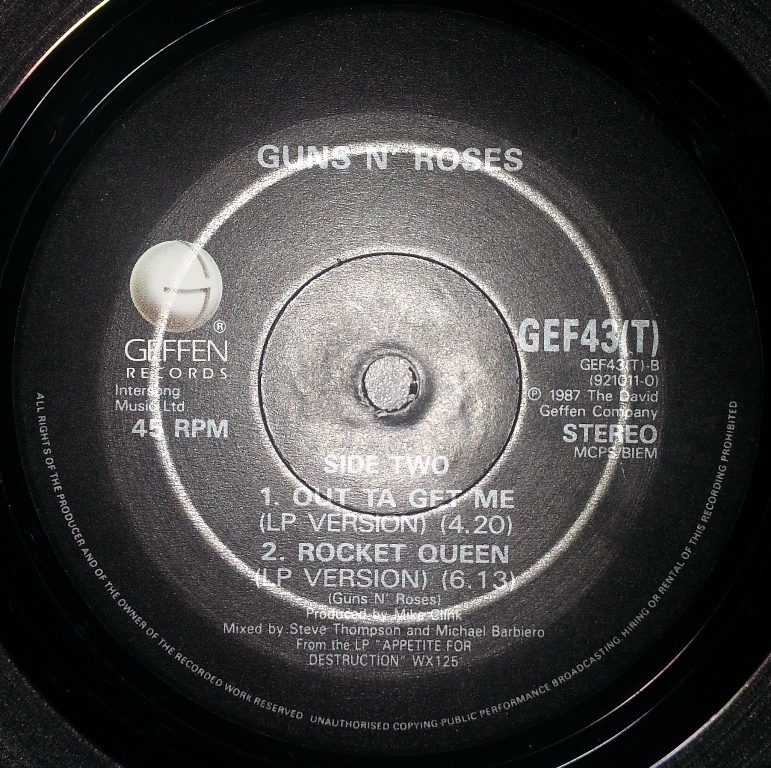 GUNS N' ROSES
GEFFEN®
RECORDS
Intersong
Music Ltd
45 RPM
GEF43(T)
GEF43(T)-B
(921011-0)
℗ 1987 The David
Geffen Company
STEREO
MCPS/BIEM
SIDE TWO
1. OUT TA GET ME
(LP VERSION) (4.20)
2. ROCKET QUEEN
(LP VERSION) (6.13)
(Guns N' Roses)
Produced by Mike Clink
Mixed by Steve Thompson and Michael Barbiero
From the LP "APPETITE FOR
DESTRUCTION" WX125
ALL RIGHTS OF THE PRODUCER AND OF THE OWNER OF THE RECORDED WORK RESERVED. UNAUTHORISED COPYING PUBLIC PERFORMANCE BROADCASTING HIRING OR RENTAL OF THIS RECORDING PROHIBITED